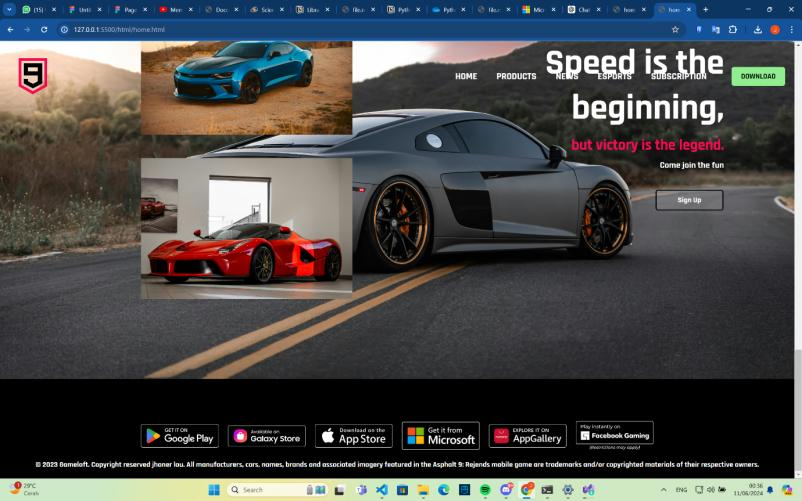 (15)
Unti
Page
Men
Docu
Scie
Libra
file.r
Pyth
Pyth
file.r
Micr
Chat
hom
hom
127.0.0.1:5500/html/home.html
9
HOME PRODUCTS NEWS ESPORTS SUBSCRIPTION DOWNLOAD
Speed is the
beginning,
but victory is the legend.
Come join the fun
Sign Up
GET IT ON
Google Play
Available on
Galaxy Store
Download on the
App Store
Get it from
Microsoft
EXPLORE IT ON
AppGallery
Play instantly on
Facebook Gaming
(Restrictions may apply)
© 2023 Gameloft. Copyright reserved jhoner lou. All manufacturers, cars, names, brands and associated imagery featured in the Asphalt 9: Rejends mobile game are trademarks and/or copyrighted materials of their respective owners.
29°C
Cerah
Search
ENG
00:36
11/06/2024